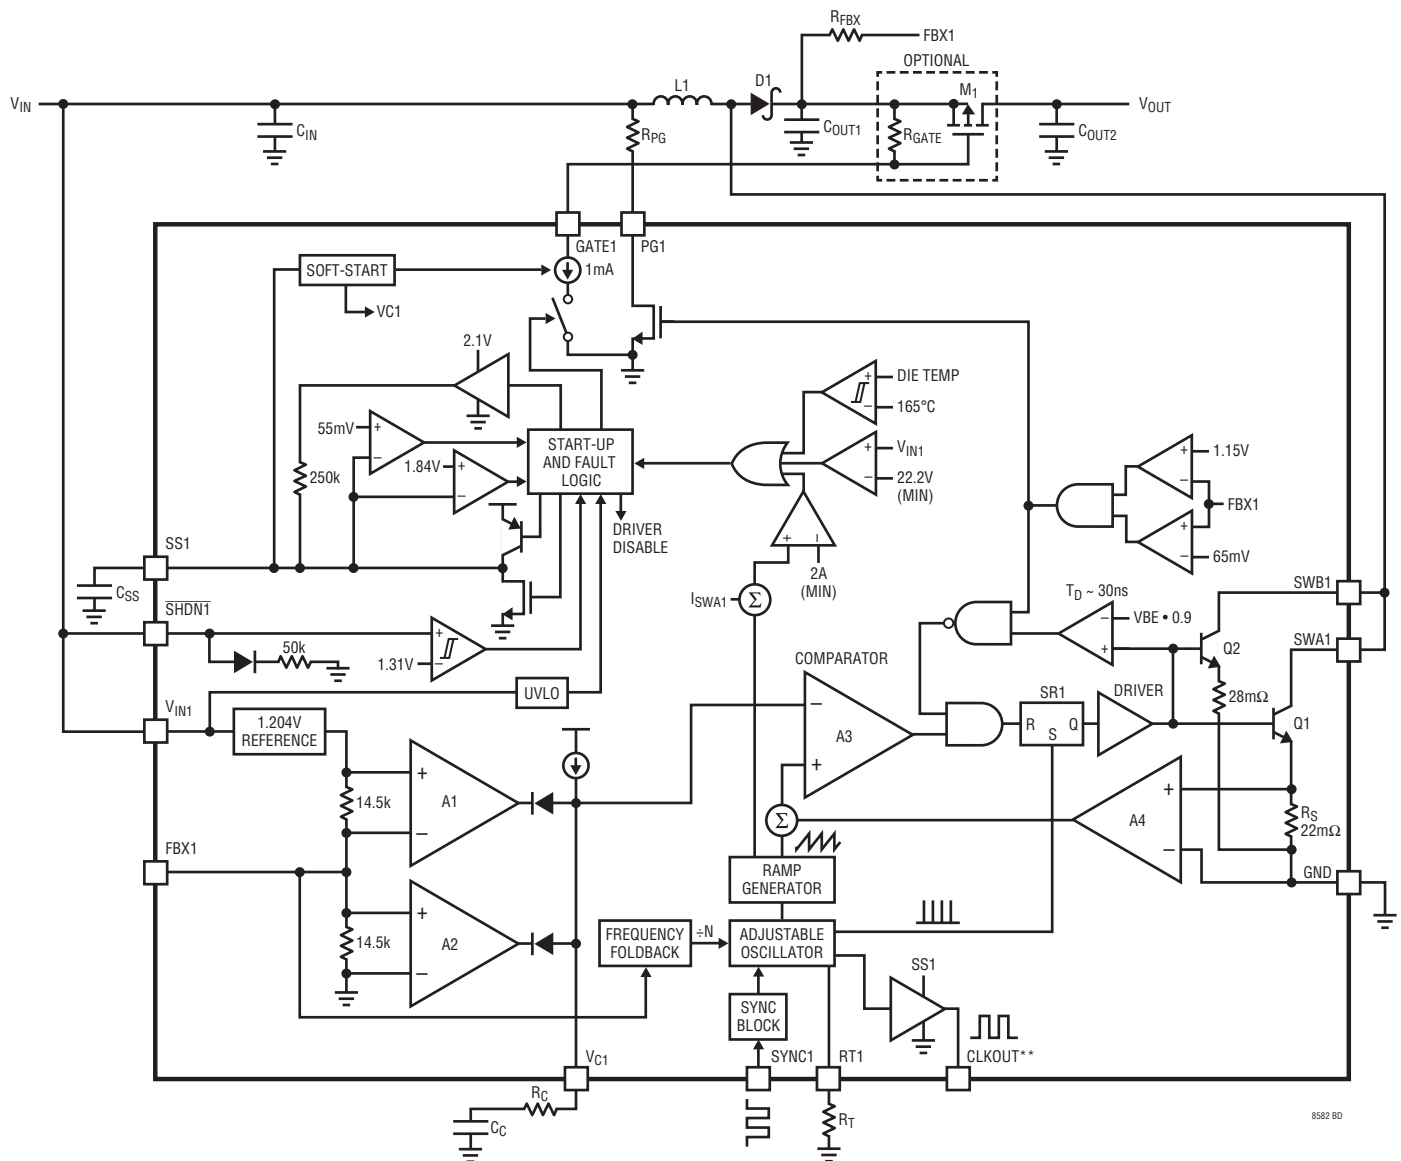 RFBX
FBX1
OPTIONAL
VIN
CIN
RPG
L1
D1
COUT1
RGATE
M1
COUT2
VOUT
GATE1
PG1
SOFT-START
VC1
1mA
2.1V
55mV
1.84V
250k
START-UP
AND FAULT
LOGIC
DRIVER
DISABLE
DIE TEMP
165°C
VIN1
22.2V
(MIN)
2A
(MIN)
ISWA1
Σ
1.15V
FBX1
65mV
SS1
CSS
SHDN1
50k
1.31V
UVLO
VIN1
1.204V
REFERENCE
14.5k
14.5k
A1
A2
FBX1
COMPARATOR
A3
TD ~ 30ns
VBE • 0.9
SR1
R
S
Q
DRIVER
Q2
28mΩ
Q1
SWB1
SWA1
A4
RS
22mΩ
GND
Σ
RAMP
GENERATOR
FREQUENCY
FOLDBACK
÷N
ADJUSTABLE
OSCILLATOR
SYNC
BLOCK
SS1
CLKOUT**
VC1
SYNC1
RT1
RC
CC
RT
8582 BD